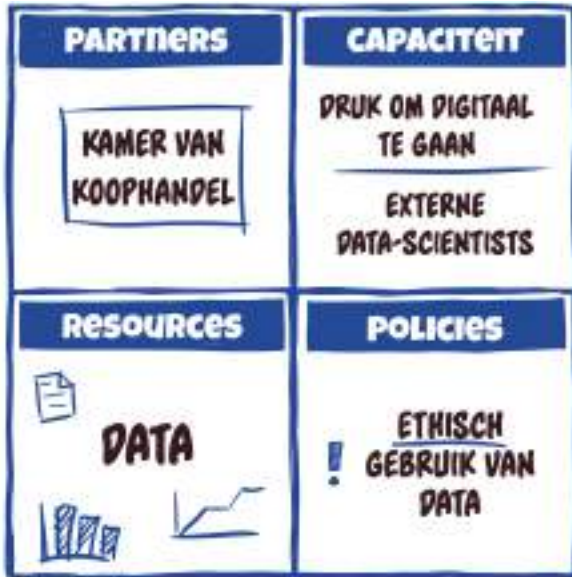 PARTNERS
KAMER VAN
KOOPHANDEL
CAPACITEIT
DRUK OM DIGITAAL
TE GAAN
EXTERNE
DATA-SCIENTISTS
RESOURCES
DATA
POLICIES
!
ETHISCH
GEBRUIK VAN
DATA